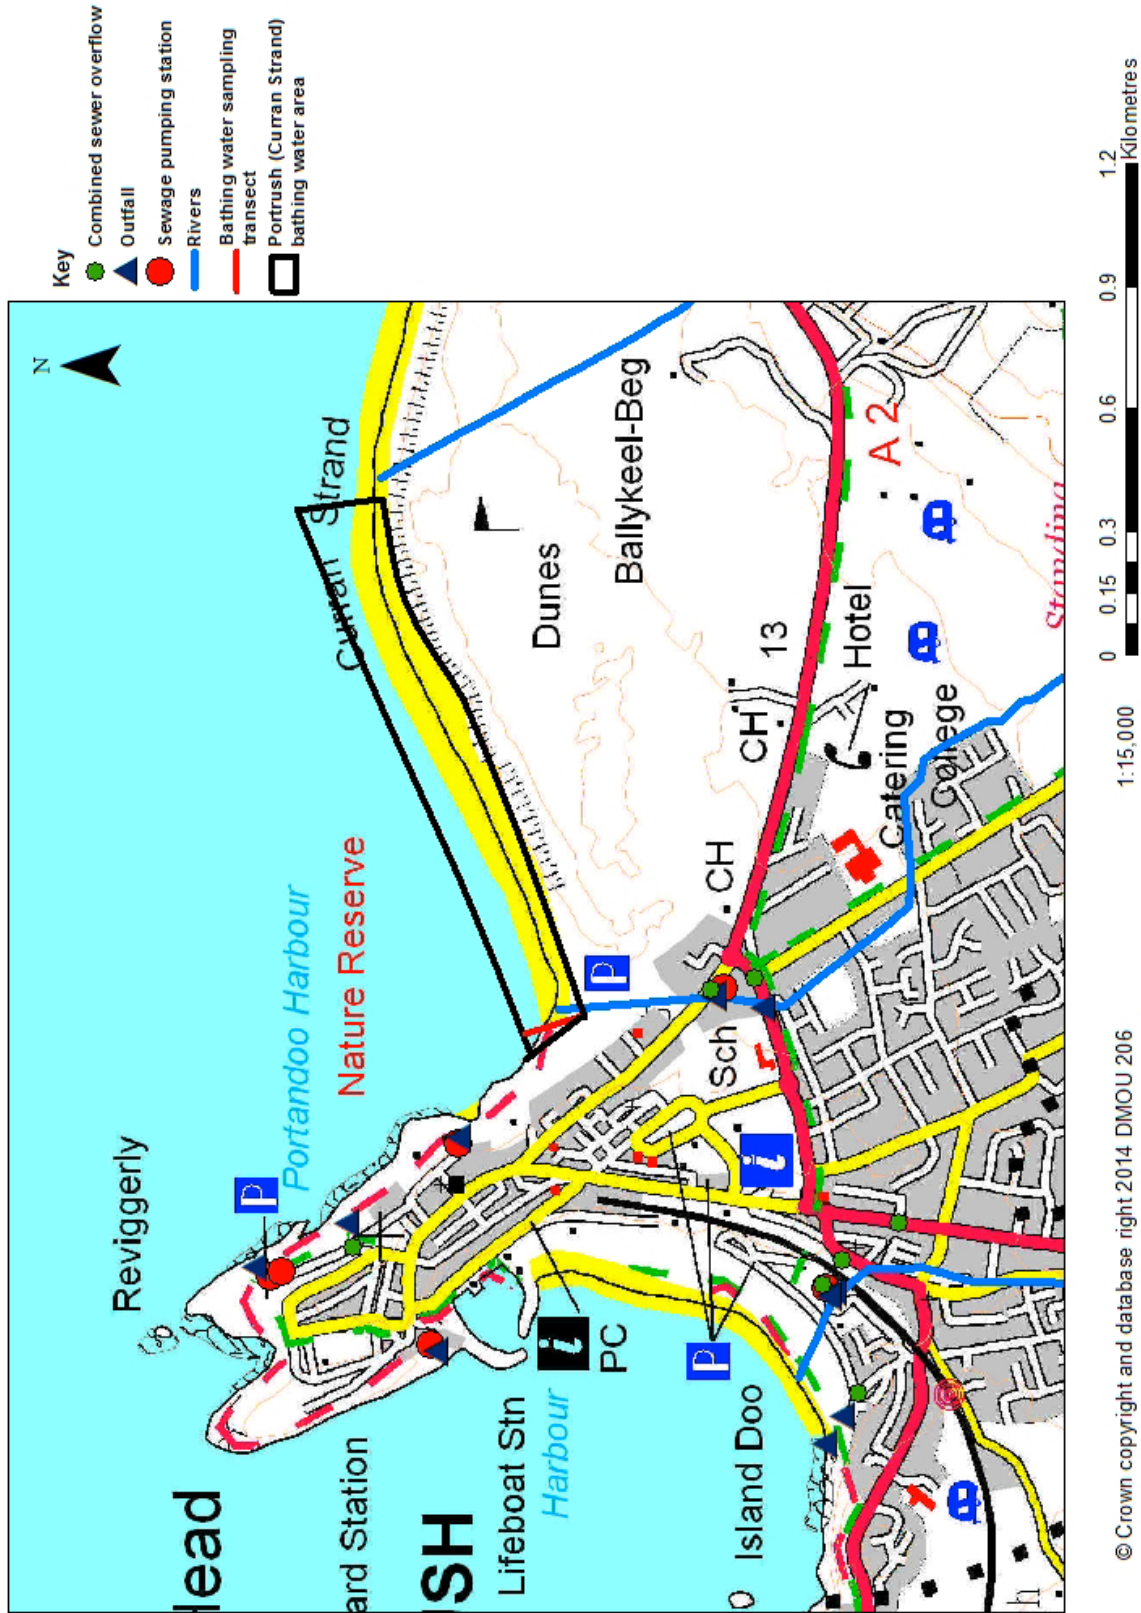 Key
Combined sewer overflow
Outfall
Sewage pumping station
Rivers
Bathing water sampling
transect
Portrush (Curran Strand)
bathing water area
N
Reviggerly
Portandoo Harbour
Nature Reserve
Curran Strand
P
Head
ard Station
SH
Lifeboat Stn
Harbour
i
PC
P
Island Doo
i
Sch
P
CH
CH
13
Dunes
Ballykeel-Beg
Hotel
Catering
College
A 2
Standing
h
1:15,000
0 0.15 0.3 0.6 0.9 1.2
Kilometres
© Crown copyright and database right 2014 DMOU 206